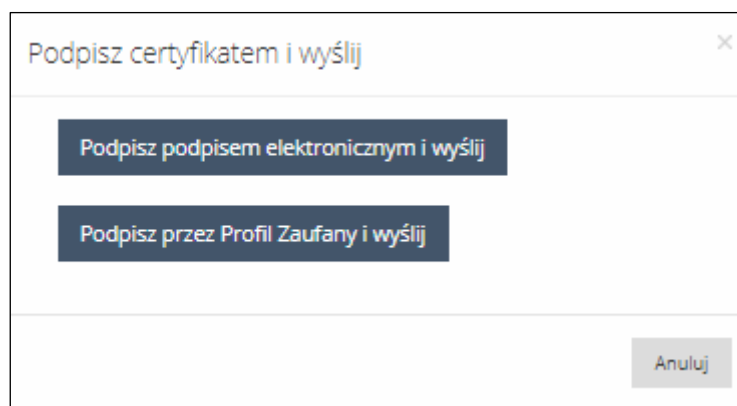 Podpisz certyfikatem i wyślij
×
Podpisz podpisem elektronicznym i wyślij
Podpisz przez Profil Zaufany i wyślij
Anuluj